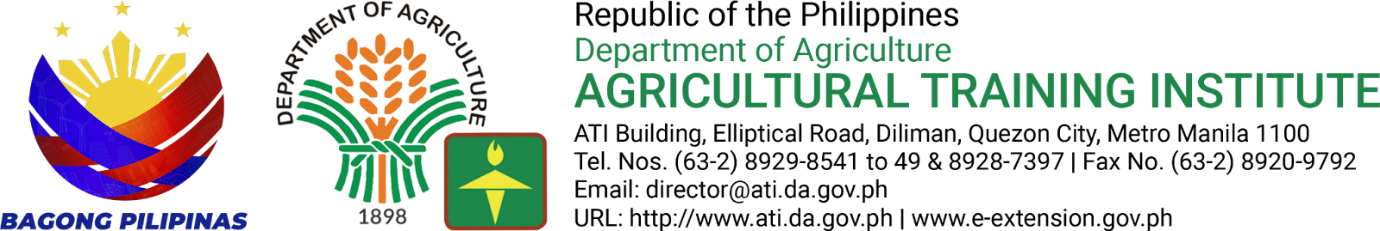 BAGONG PILIPINAS
DEPARTMENT OF AGRICULTURE
1898
Republic of the Philippines
Department of Agriculture
AGRICULTURAL TRAINING INSTITUTE
ATI Building, Elliptical Road, Diliman, Quezon City, Metro Manila 1100
Tel. Nos. (63-2) 8929-8541 to 49 & 8928-7397 | Fax No. (63-2) 8920-9792
Email: director@ati.da.gov.ph
URL: http://www.ati.da.gov.ph | www.e-extension.gov.ph